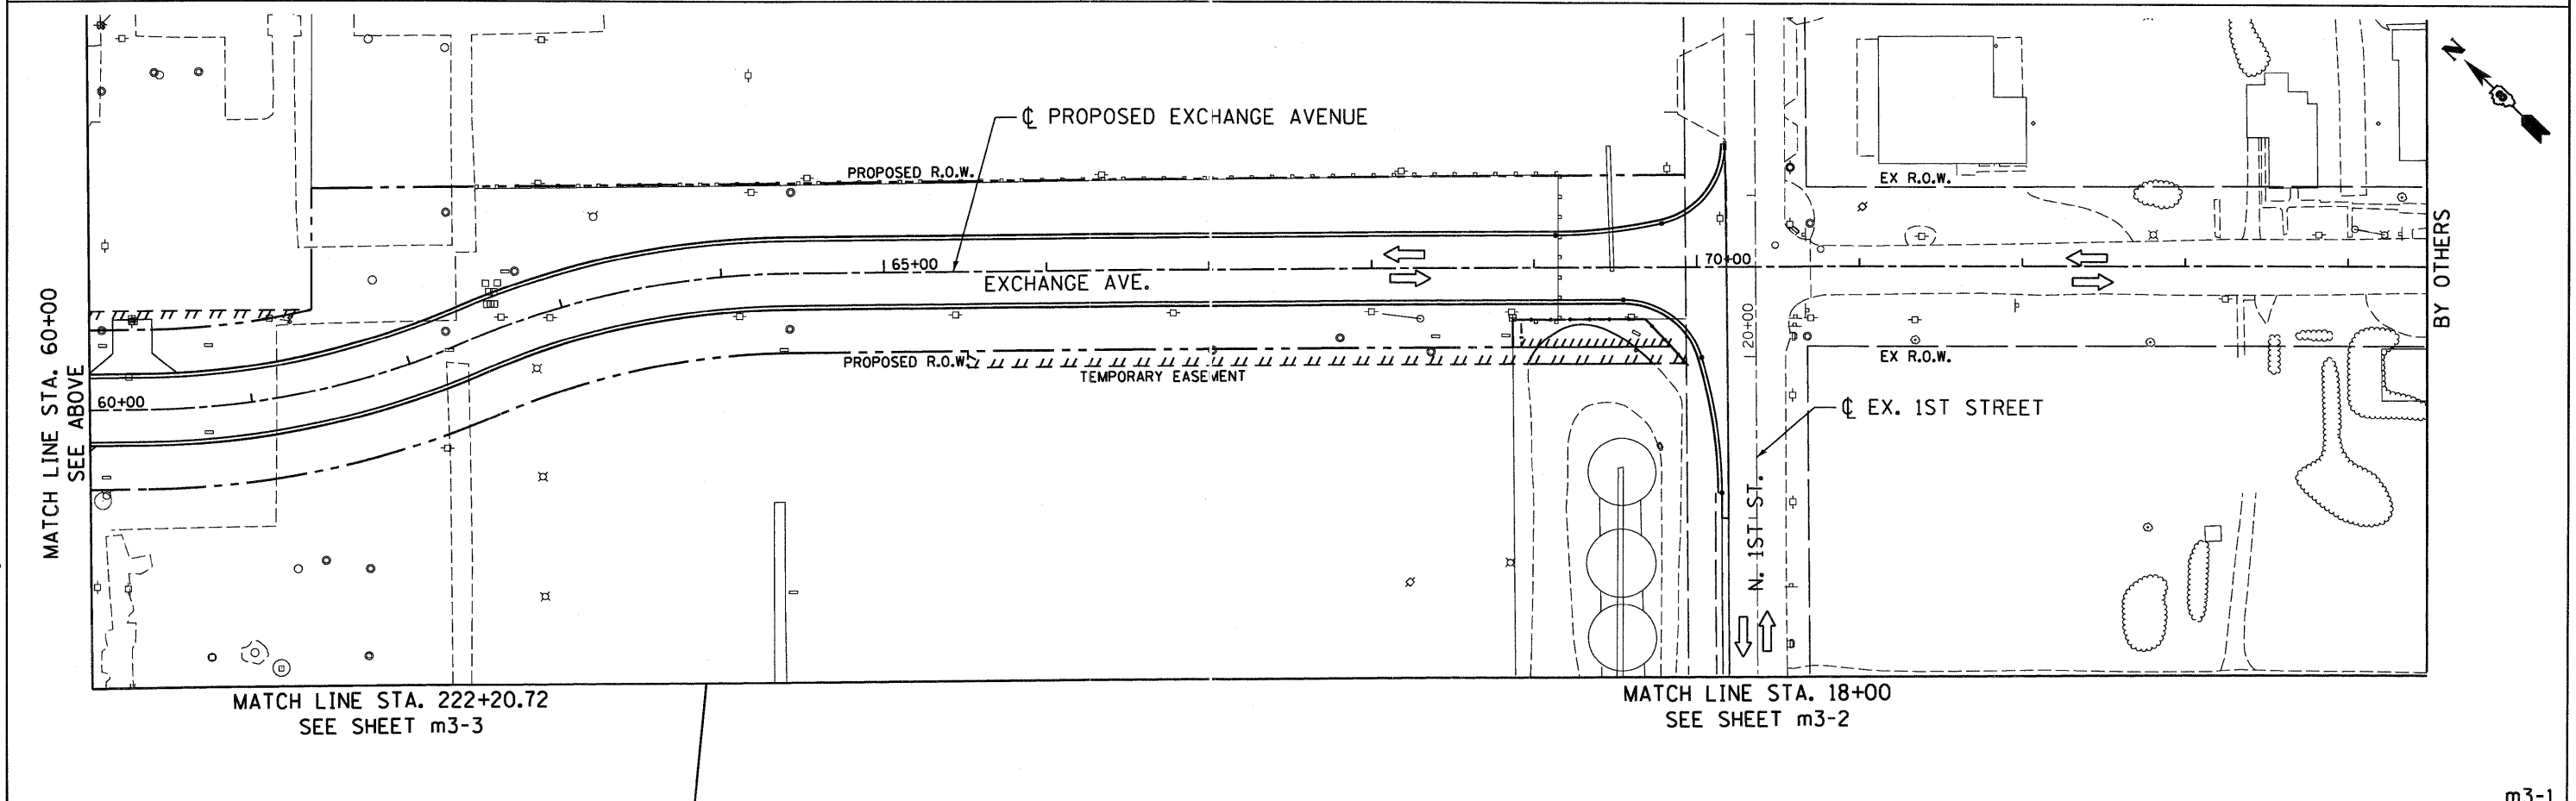 N
8
℄ PROPOSED EXCHANGE AVENUE
PROPOSED R.O.W.
EX R.O.W.
BY OTHERS
65+00
70+00
EXCHANGE AVE.
MATCH LINE STA. 60+00
SEE ABOVE
20+00
EX R.O.W.
PROPOSED R.O.W.
TEMPORARY EASEMENT
60+00
℄ EX. 1ST STREET
N. 1ST ST.
MATCH LINE STA. 222+20.72
SEE SHEET m3-3
MATCH LINE STA. 18+00
SEE SHEET m3-2
m3-1